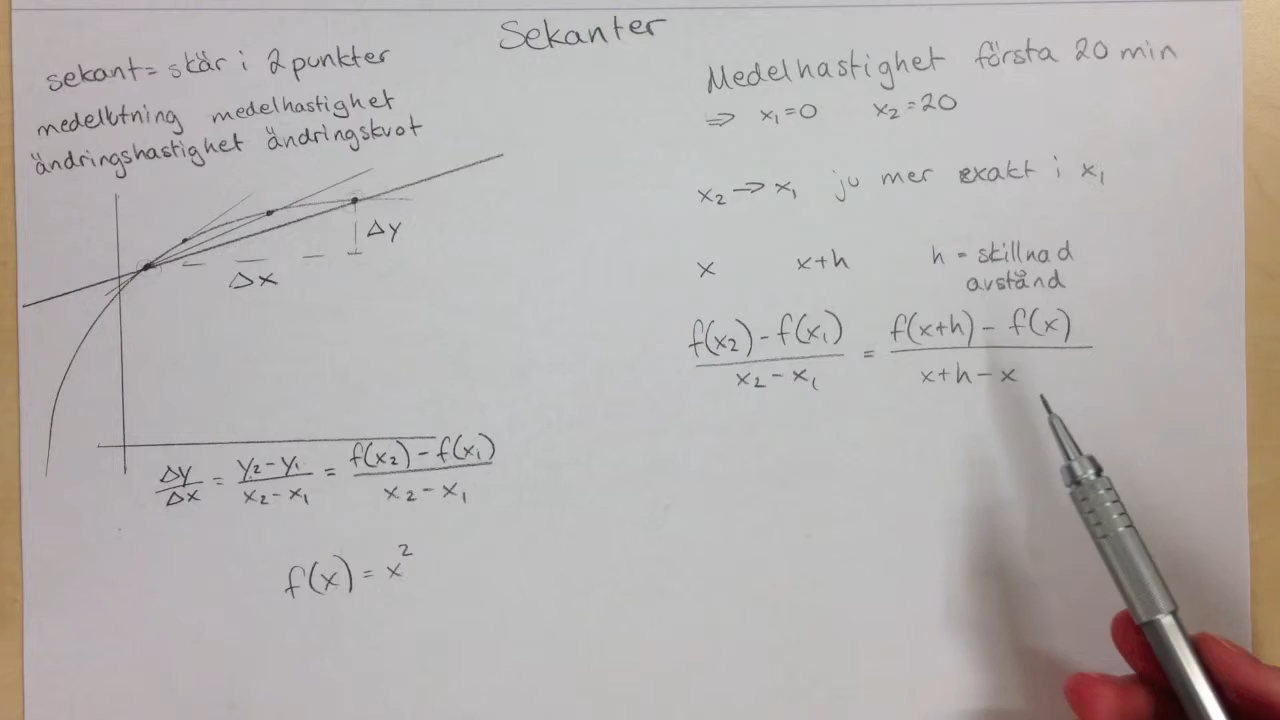 Sekanter
sekant = skär i 2 punkter
medellutning medelhastighet
ändringshastighet ändringskvot
Δy
Δx
Δy/Δx = y₂-y₁/x₂-x₁ = f(x₂)-f(x₁)/x₂-x₁
f(x) = x²
Medelhastighet första 20 min
⇒ x₁=0 x₂=20
x₂ → x₁ ju mer exakt i x₁
x x+h h = skillnad
avstånd
f(x₂)-f(x₁)/x₂-x₁ = f(x+h)-f(x)/x+h-x